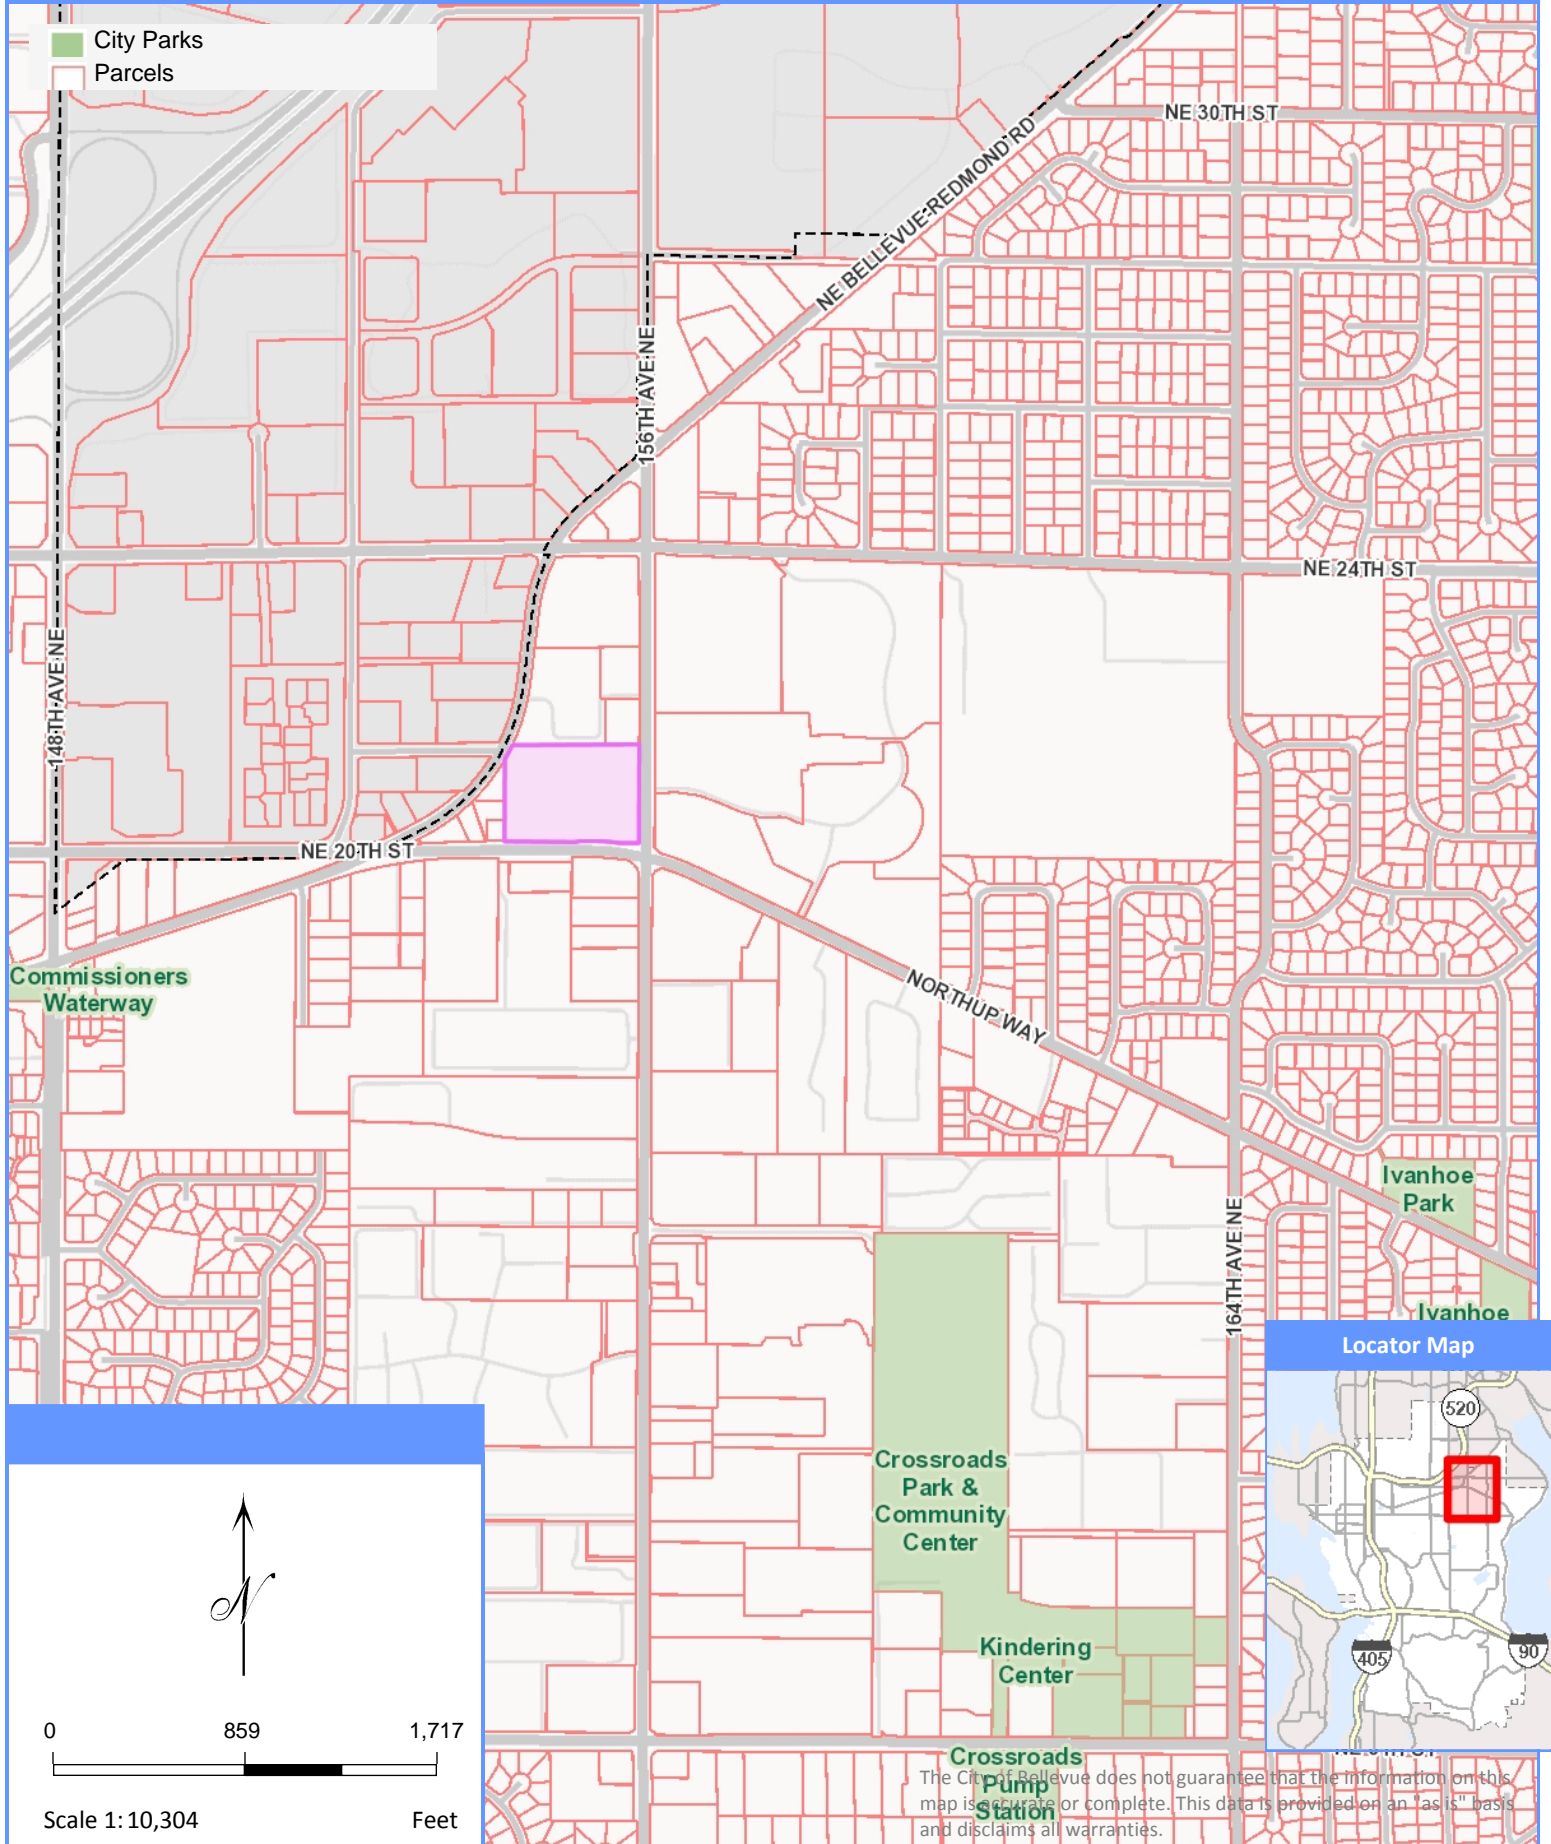 City Parks
Parcels
NE 30TH ST
NE BELLEVUE-REDMOND RD
156TH AVE NE
NE 24TH ST
148TH AVE NE
NE 20TH ST
Commissioners
Waterway
NORTHUP WAY
Ivanhoe
Park
164TH AVE NE
Ivanhoe
Locator Map
520
405
90
Crossroads
Park &
Community
Center
Kindering
Center
N
0 859 1,717
Scale 1: 10,304 Feet
Crossroads
Pump
Station
The City of Bellevue does not guarantee that the information on this
map is accurate or complete. This data is provided on an "as is" basis
and disclaims all warranties.